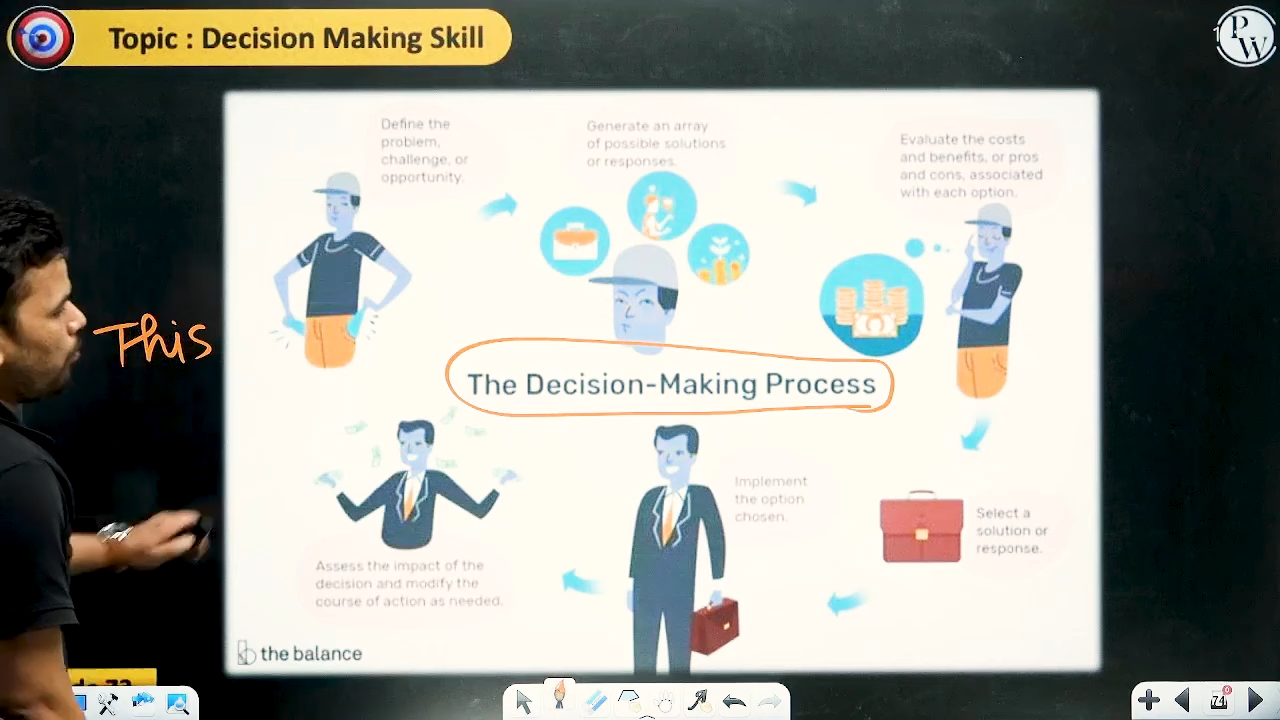 Topic : Decision Making Skill
PW
Define the
problem,
challenge, or
opportunity.
Generate an array
of possible solutions
or responses.
Evaluate the costs
and benefits, or pros
and cons, associated
with each option.
This
The Decision-Making Process
Implement
the option
chosen.
Select a
solution or
response.
Assess the impact of the
decision and modify the
course of action as needed.
the balance
74